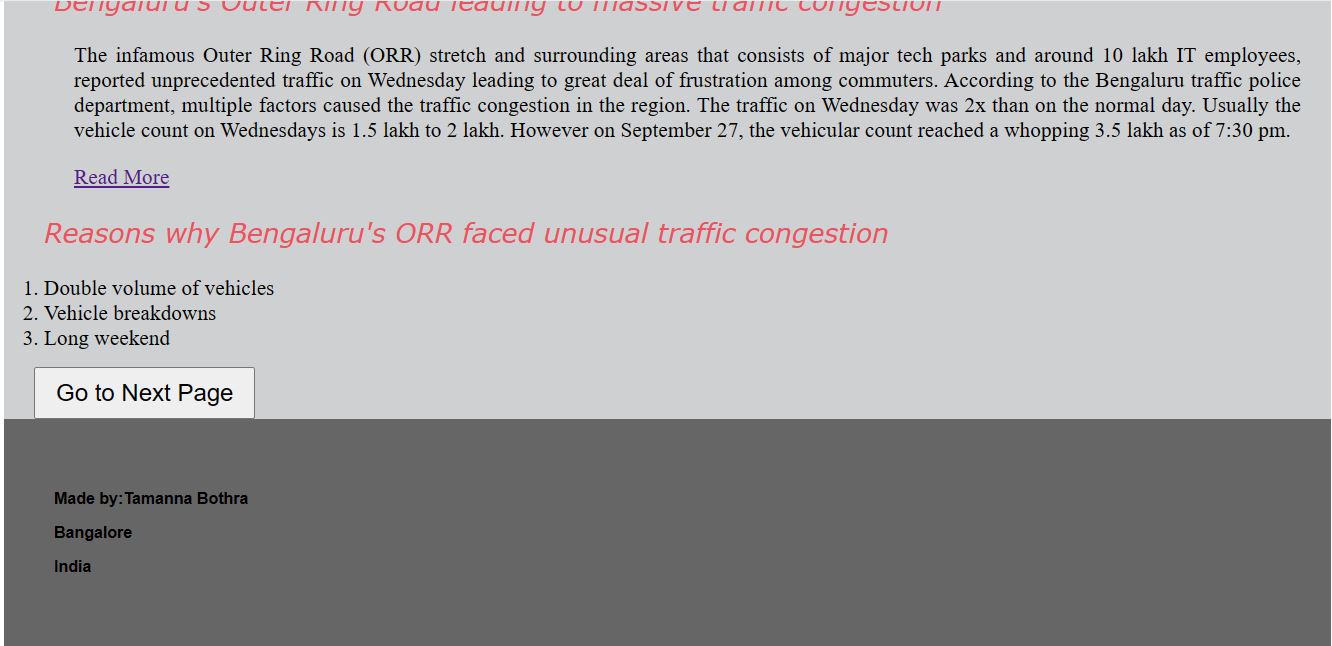 Bengaluru's Outer Ring Road leading to massive traffic congestion
The infamous Outer Ring Road (ORR) stretch and surrounding areas that consists of major tech parks and around 10 lakh IT employees,
reported unprecedented traffic on Wednesday leading to great deal of frustration among commuters. According to the Bengaluru traffic police
department, multiple factors caused the traffic congestion in the region. The traffic on Wednesday was 2x than on the normal day. Usually the
vehicle count on Wednesdays is 1.5 lakh to 2 lakh. However on September 27, the vehicular count reached a whopping 3.5 lakh as of 7:30 pm.
Read More
Reasons why Bengaluru's ORR faced unusual traffic congestion
1. Double volume of vehicles
2. Vehicle breakdowns
3. Long weekend
Go to Next Page
Made by:Tamanna Bothra
Bangalore
India